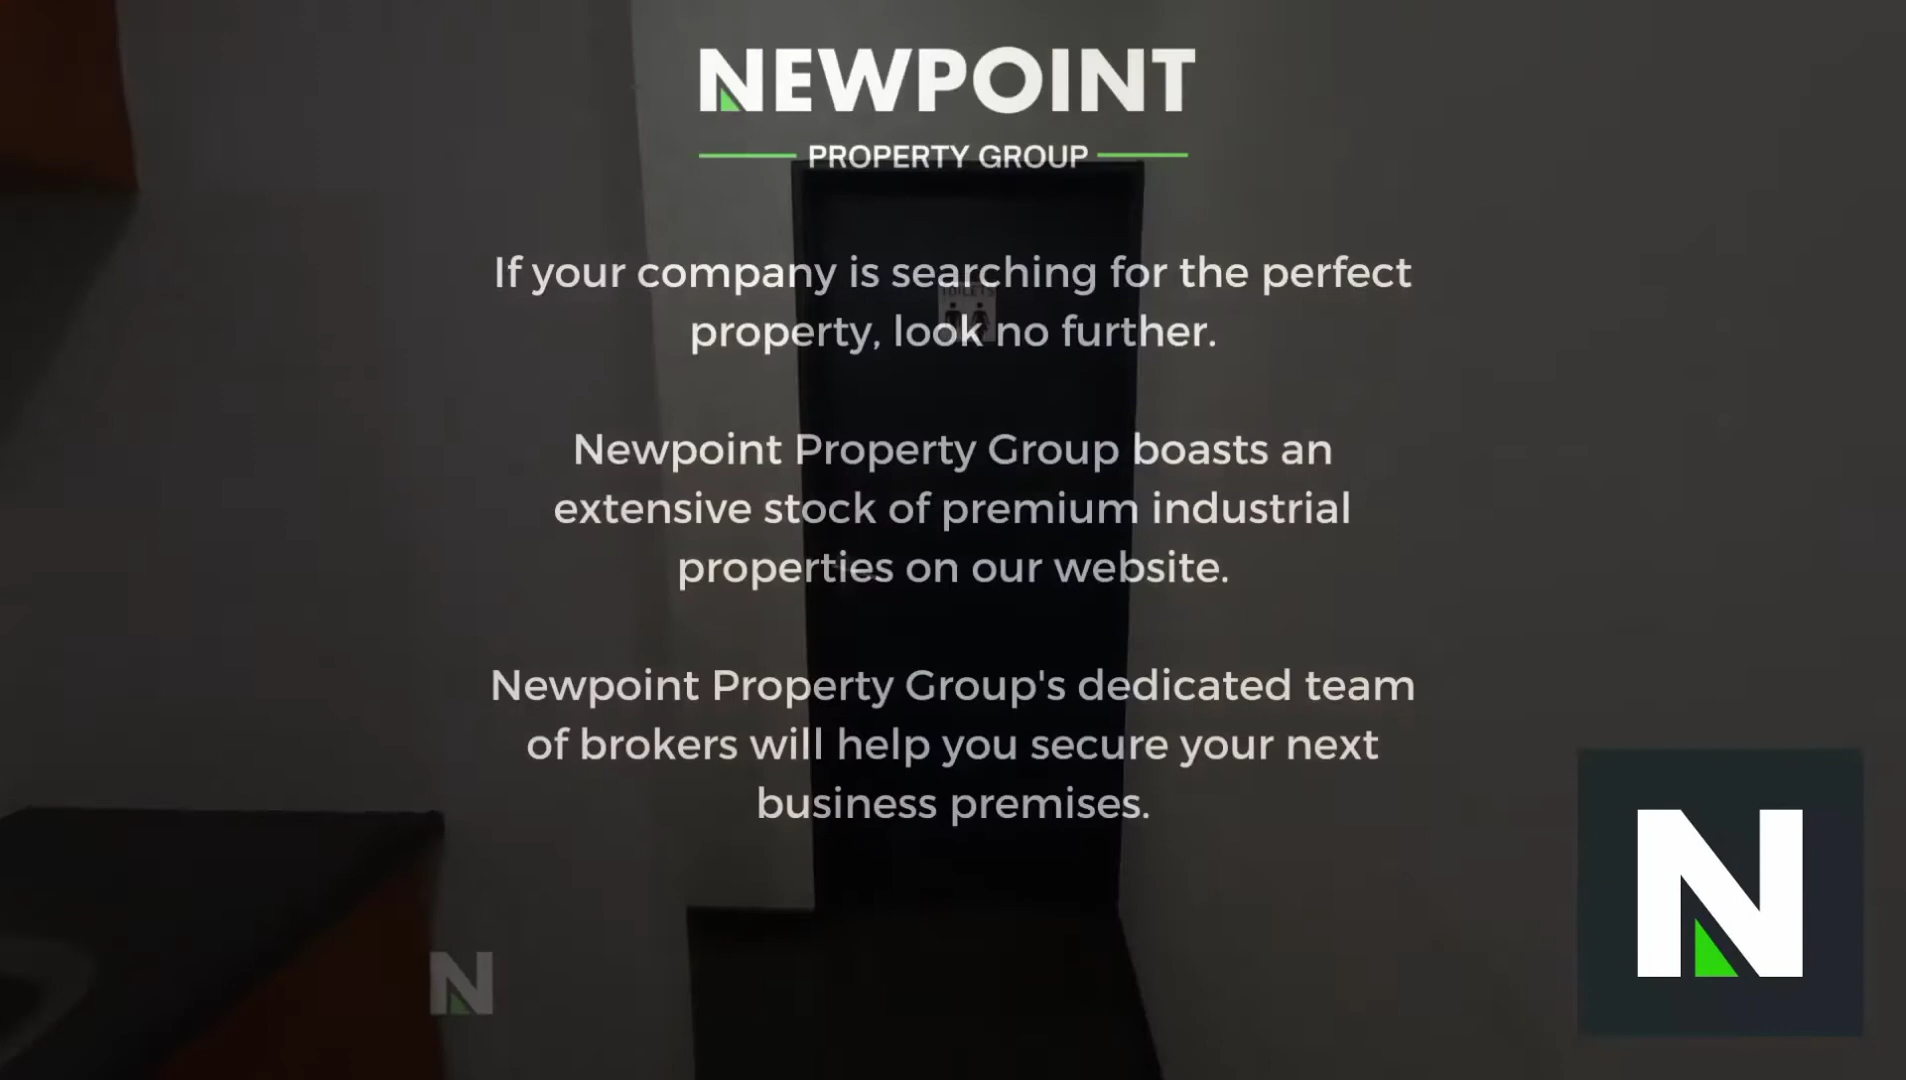 NEWPOINT
PROPERTY GROUP
If your company is searching for the perfect
TOILETS
property, look no further.
Newpoint Property Group boasts an
extensive stock of premium industrial
properties on our website.
Newpoint Property Group's dedicated team
of brokers will help you secure your next
business premises.
N
N